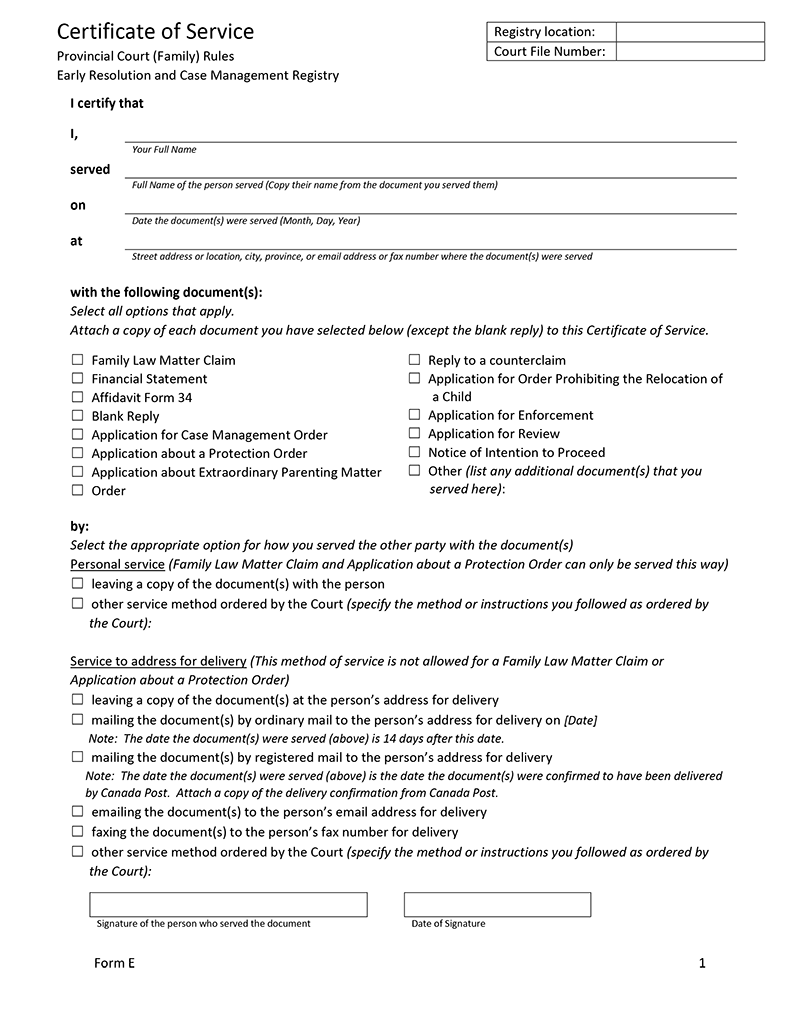 Certificate of Service
Provincial Court (Family) Rules
Early Resolution and Case Management Registry
Registry location:
Court File Number:
I certify that
I,
Your Full Name
served
Full Name of the person served (Copy their name from the document you served them)
on
Date the document(s) were served (Month, Day, Year)
at
Street address or location, city, province, or email address or fax number where the document(s) were served
with the following document(s):
Select all options that apply.
Attach a copy of each document you have selected below (except the blank reply) to this Certificate of Service.
☐ Family Law Matter Claim
☐ Financial Statement
☐ Affidavit Form 34
☐ Blank Reply
☐ Application for Case Management Order
☐ Application about a Protection Order
☐ Application about Extraordinary Parenting Matter
☐ Order
☐ Reply to a counterclaim
☐ Application for Order Prohibiting the Relocation of
a Child
☐ Application for Enforcement
☐ Application for Review
☐ Notice of Intention to Proceed
☐ Other (list any additional document(s) that you
served here):
by:
Select the appropriate option for how you served the other party with the document(s)
Personal service (Family Law Matter Claim and Application about a Protection Order can only be served this way)
☐ leaving a copy of the document(s) with the person
☐ other service method ordered by the Court (specify the method or instructions you followed as ordered by
the Court):
Service to address for delivery (This method of service is not allowed for a Family Law Matter Claim or
Application about a Protection Order)
☐ leaving a copy of the document(s) at the person's address for delivery
☐ mailing the document(s) by ordinary mail to the person's address for delivery on [Date]
Note: The date the document(s) were served (above) is 14 days after this date.
☐ mailing the document(s) by registered mail to the person's address for delivery
Note: The date the document(s) were served (above) is the date the document(s) were confirmed to have been delivered
by Canada Post. Attach a copy of the delivery confirmation from Canada Post.
☐ emailing the document(s) to the person's email address for delivery
☐ faxing the document(s) to the person's fax number for delivery
☐ other service method ordered by the Court (specify the method or instructions you followed as ordered by
the Court):
Signature of the person who served the document
Date of Signature
Form E
1